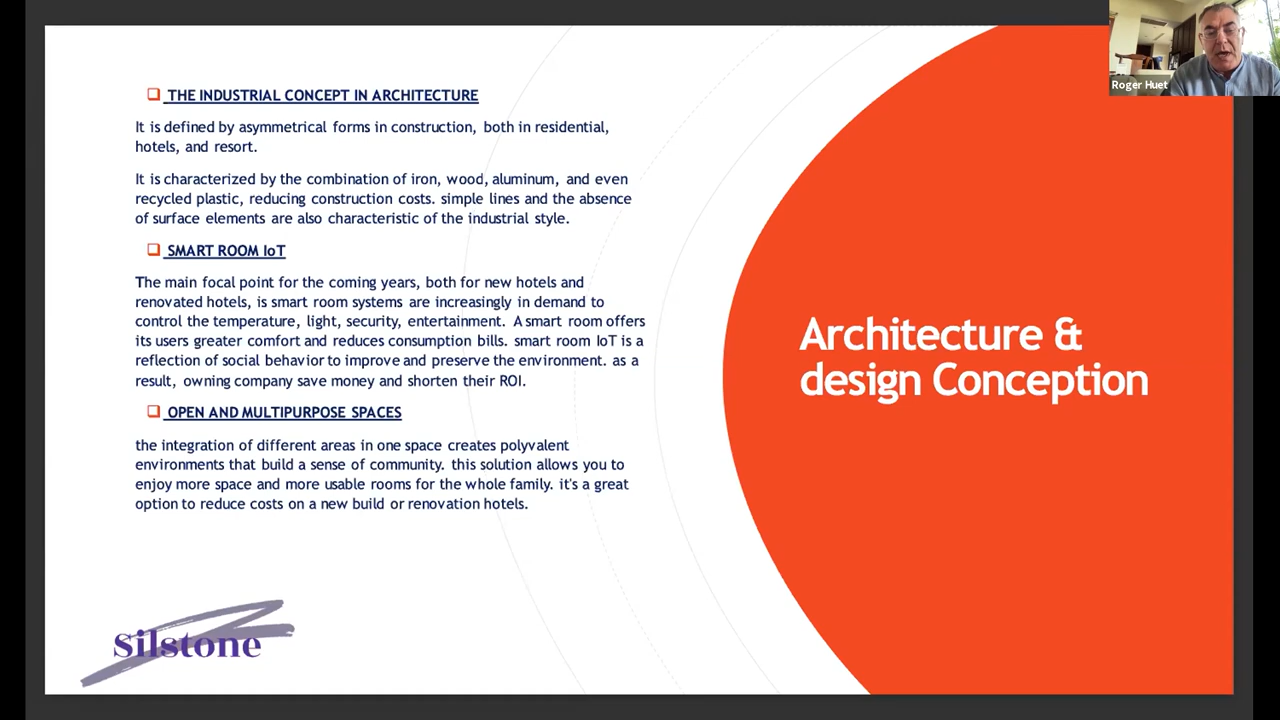 THE INDUSTRIAL CONCEPT IN ARCHITECTURE
It is defined by asymmetrical forms in construction, both in residential,
hotels, and resort.
It is characterized by the combination of iron, wood, aluminum, and even
recycled plastic, reducing construction costs. simple lines and the absence
of surface elements are also characteristic of the industrial style.
SMART ROOM IoT
The main focal point for the coming years, both for new hotels and
renovated hotels, is smart room systems are increasingly in demand to
control the temperature, light, security, entertainment. A smart room offers
its users greater comfort and reduces consumption bills. smart room IoT is a
reflection of social behavior to improve and preserve the environment. as a
result, owning company save money and shorten their ROI.
OPEN AND MULTIPURPOSE SPACES
the integration of different areas in one space creates polyvalent
environments that build a sense of community. this solution allows you to
enjoy more space and more usable rooms for the whole family. it's a great
option to reduce costs on a new build or renovation hotels.
Silstone
Architecture &
design Conception
Roger Huet